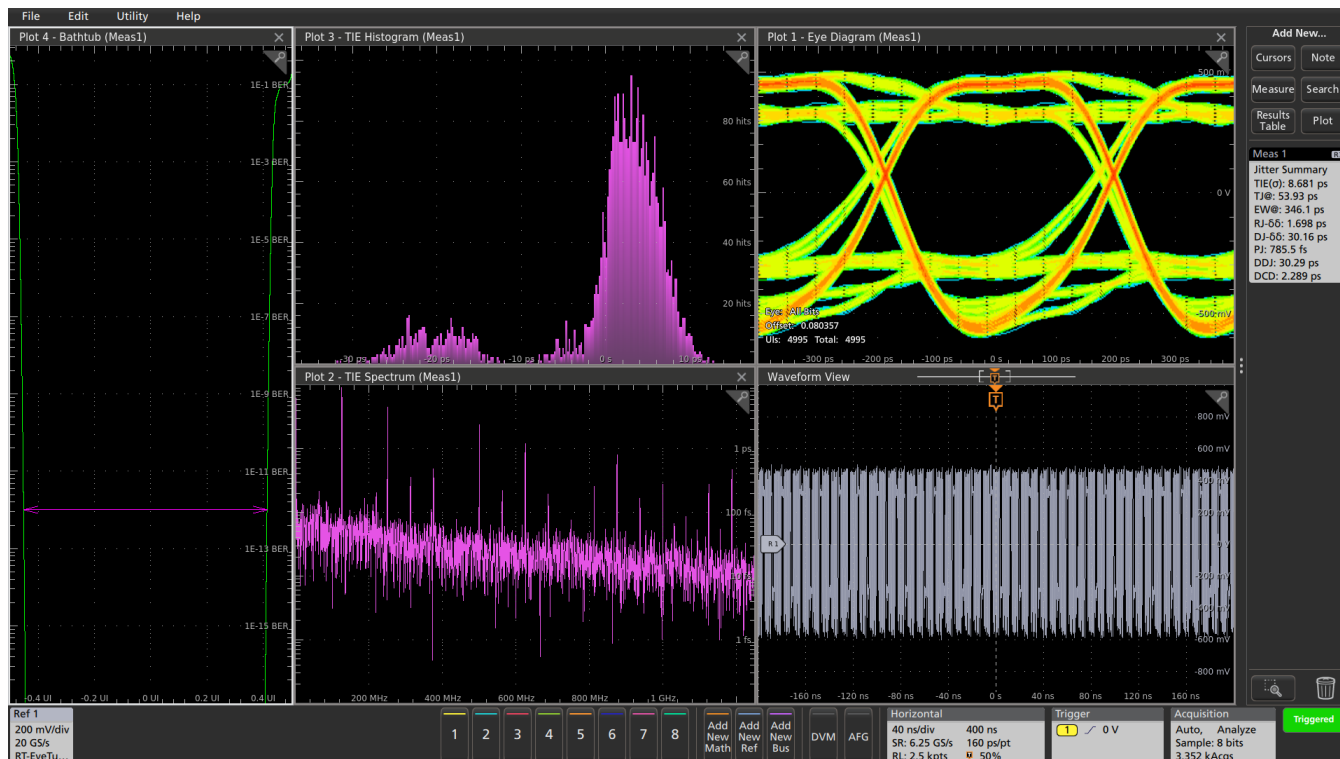 File Edit Utility Help
Plot 4 - Bathtub (Meas1)
1E-1 BER
1E-3 BER
1E-5 BER
1E-7 BER
1E-9 BER
1E-11 BER
1E-13 BER
1E-15 BER
-0.4 UI -0.2 UI 0 UI 0.2 UI 0.4 UI
Plot 3 - TIE Histogram (Meas1)
80 hits
60 hits
40 hits
20 hits
-30 ps -20 ps -10 ps 0 s 10 ps
Plot 1 - Eye Diagram (Meas1)
500 mV
0 V
-500 mV
Eye: All Bits
Offset: 0.080357
UIs: 4995 Total: 4995
-300 ps -200 ps -100 ps 0 s 100 ps 200 ps 300 ps
Plot 2 - TIE Spectrum (Meas1)
1 ps
100 fs
10 fs
1 fs
200 MHz 400 MHz 600 MHz 800 MHz 1 GHz
Waveform View
T
T
800 mV
400 mV
200 mV
0 V
-200 mV
-400 mV
-600 mV
-800 mV
R 1
-160 ns -120 ns -80 ns -40 ns 0 s 40 ns 80 ns 120 ns 160 ns
Add New...
Cursors Note
Measure Search
Results Table Plot
Meas 1 R
Jitter Summary
TIE(σ): 8.681 ps
TJ@: 53.93 ps
EW@: 346.1 ps
RJ-δδ: 1.698 ps
DJ-δδ: 30.16 ps
PJ: 785.5 fs
DDJ: 30.29 ps
DCD: 2.289 ps
Ref 1
200 mV/div
20 GS/s
RT-EyeTu...
1 2 3 4 5 6 7 8
Add New Math
Add New Ref
Add New Bus
DVM AFG
Horizontal
40 ns/div 400 ns
SR: 6.25 GS/s 160 ps/pt
RL: 2.5 kpts T 50%
Trigger
1 0 V
Acquisition
Auto, Analyze
Sample: 8 bits
3.352 kAcqs
Triggered